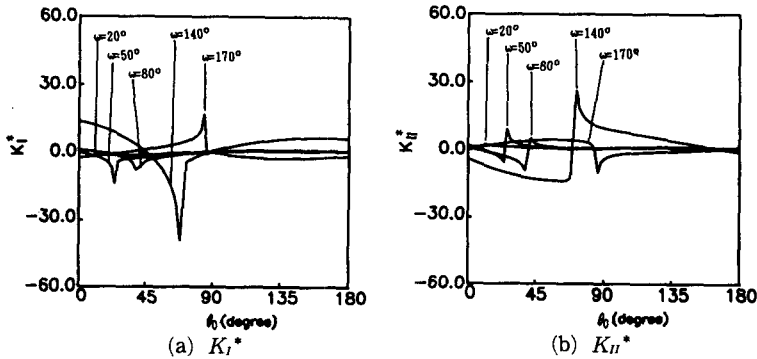 60.0
30.0
0.0
-30.0
-60.0
K_I^*
ω=20°
ω=50°
ω=80°
ω=140°
ω=170°
0 45 90 135 180
θ₀ (degree)
(a) K_I^*
60.0
30.0
0.0
-30.0
-60.0
K_II^*
ω=20°
ω=50°
ω=80°
ω=140°
ω=170°
0 45 90 135 180
θ₀ (degree)
(b) K_II^*